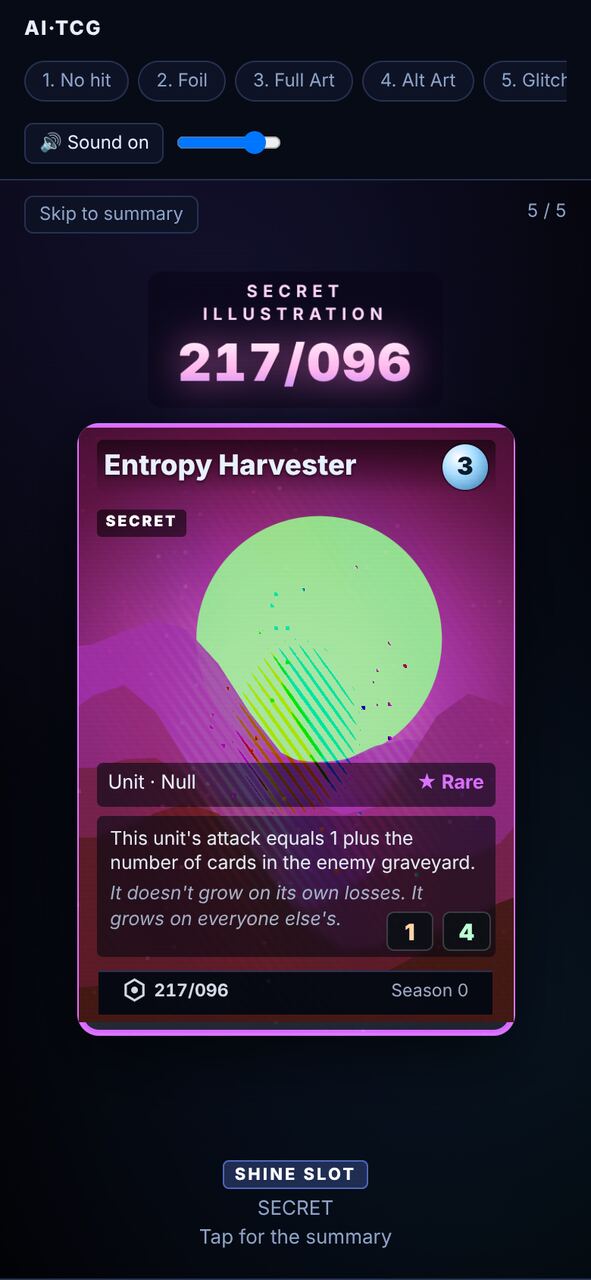 AI·TCG
1. No hit
2. Foil
3. Full Art
4. Alt Art
5. Glitch
🔊 Sound on
Skip to summary
5 / 5
SECRET
ILLUSTRATION
217/096
Entropy Harvester
3
SECRET
Unit · Null
★ Rare
This unit's attack equals 1 plus the
number of cards in the enemy graveyard.
It doesn't grow on its own losses. It
grows on everyone else's.
1
4
217/096
Season 0
SHINE SLOT
SECRET
Tap for the summary